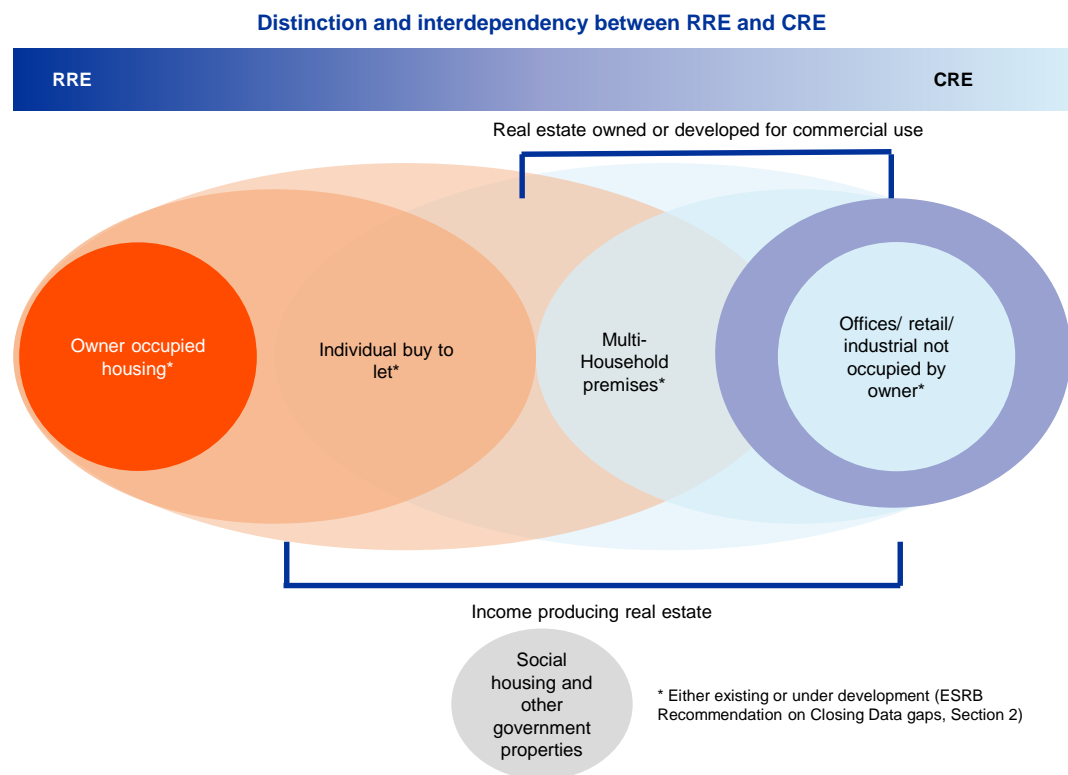 Distinction and interdependency between RRE and CRE
RRE
CRE
Real estate owned or developed for commercial use
Owner occupied
housing*
Individual buy to
let*
Multi-
Household
premises*
Offices/ retail/
industrial not
occupied by
owner*
Income producing real estate
Social
housing and
other
government
properties
* Either existing or under development (ESRB
Recommendation on Closing Data gaps, Section 2)